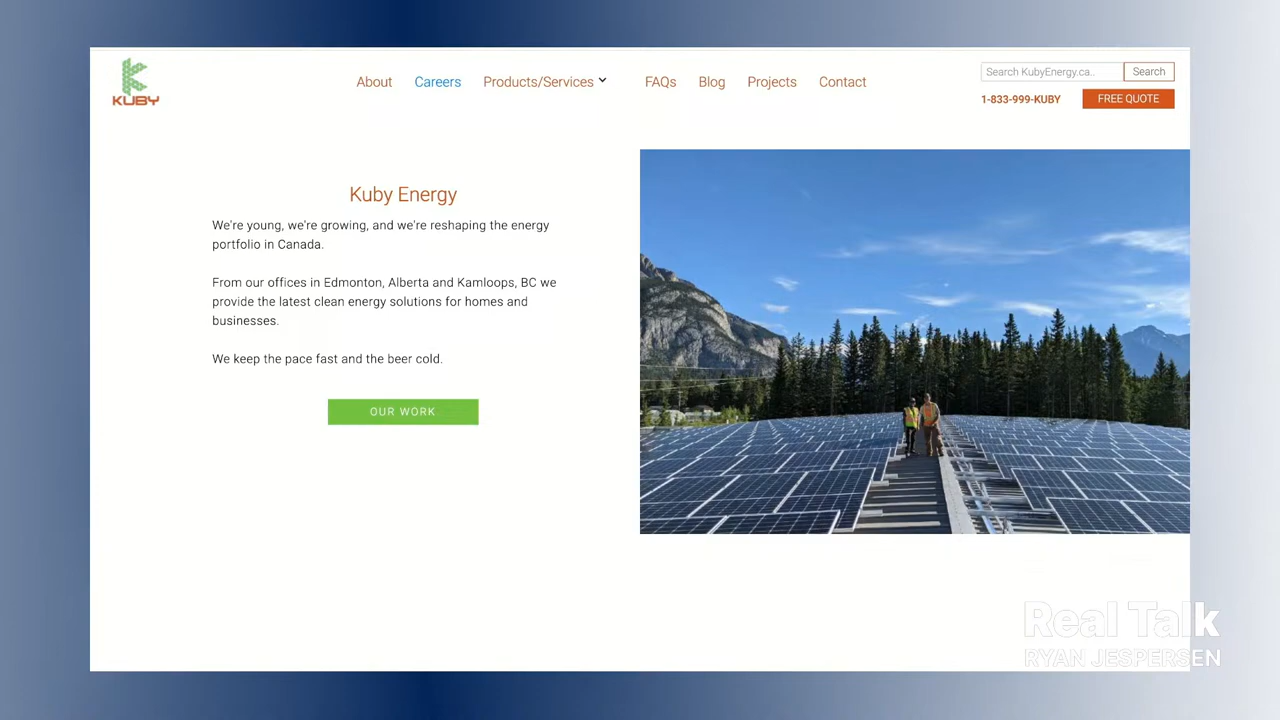 KUBY
About
Careers
Products/Services
FAQs
Blog
Projects
Contact
Search KubyEnergy.ca..
Search
1-833-999-KUBY
FREE QUOTE
Kuby Energy
We're young, we're growing, and we're reshaping the energy
portfolio in Canada.
From our offices in Edmonton, Alberta and Kamloops, BC we
provide the latest clean energy solutions for homes and
businesses.
We keep the pace fast and the beer cold.
OUR WORK
Real Talk
RYAN JESPERSEN